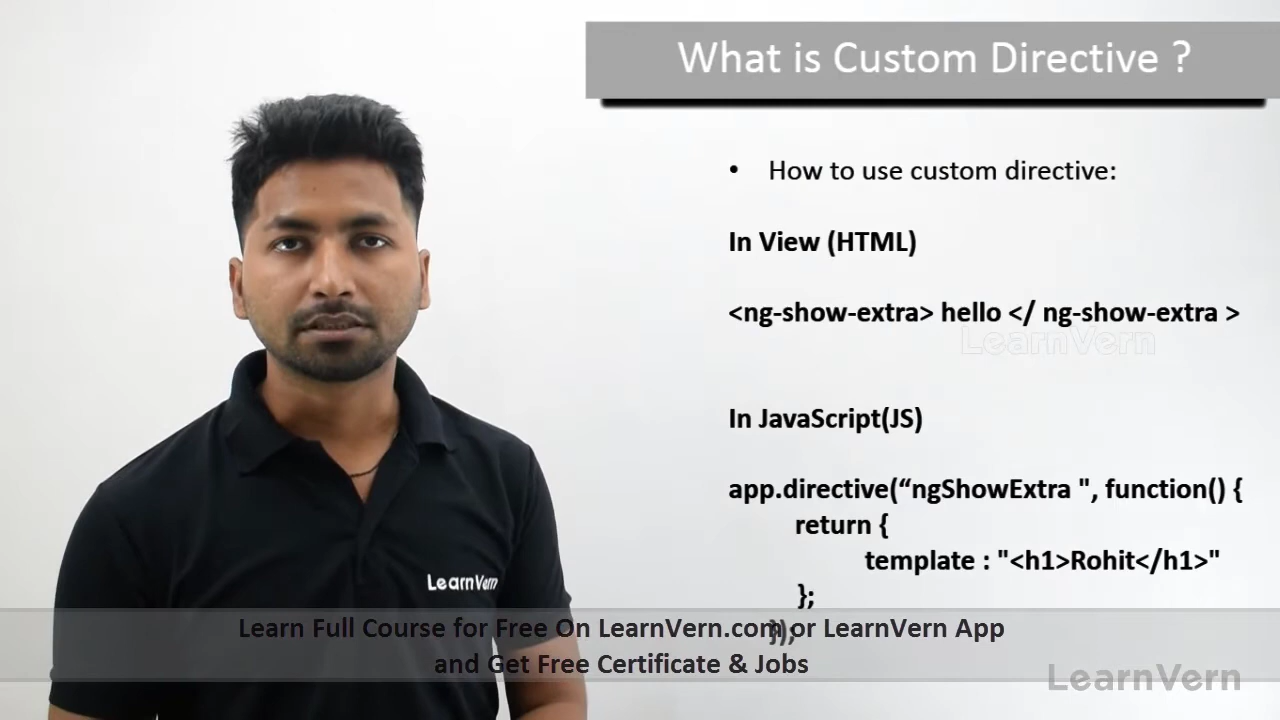 What is Custom Directive ?
• How to use custom directive:
In View (HTML)
<ng-show-extra> hello </ ng-show-extra >
LearnVern
In JavaScript(JS)
app.directive(“ngShowExtra ", function() {
return {
template : "<h1>Rohit</h1>"
};
});
LearnVern
Learn Full Course for Free On LearnVern.com or LearnVern App
and Get Free Certificate & Jobs
LearnVern